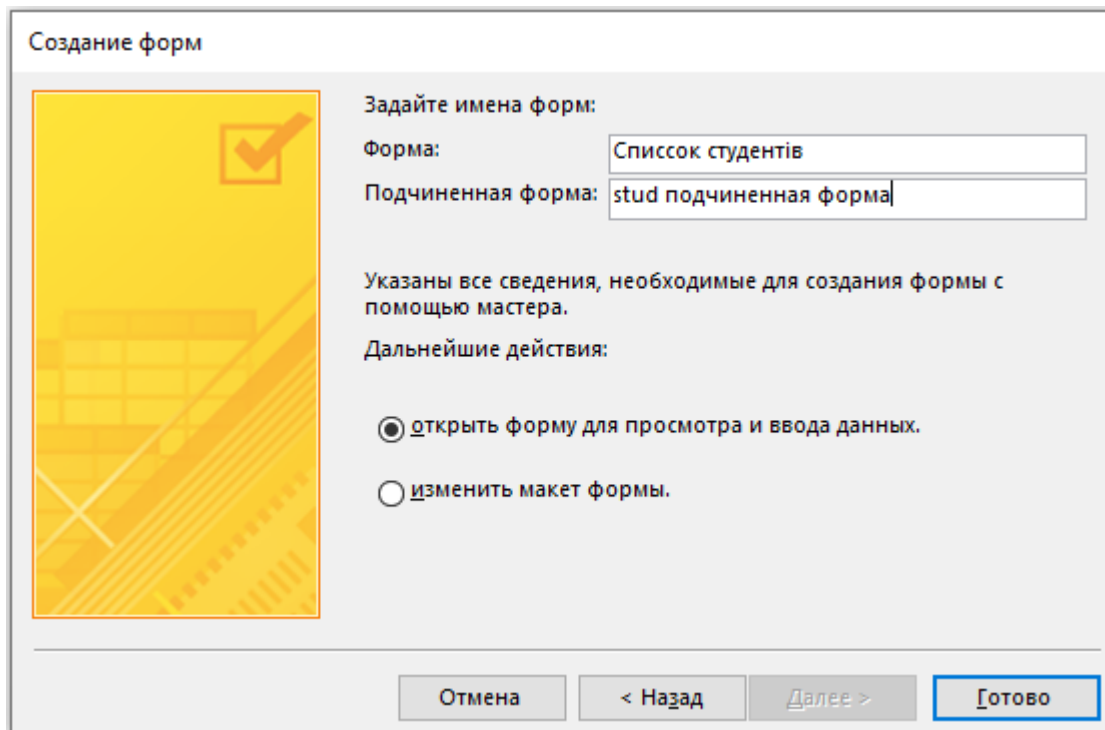 Создание форм
Задайте имена форм:
Форма: Списсок студентів
Подчиненная форма: stud подчиненная форма
Указаны все сведения, необходимые для создания формы с
помощью мастера.
Дальнейшие действия:
открыть форму для просмотра и ввода данных.
изменить макет формы.
Отмена < Назад Далее > Готово